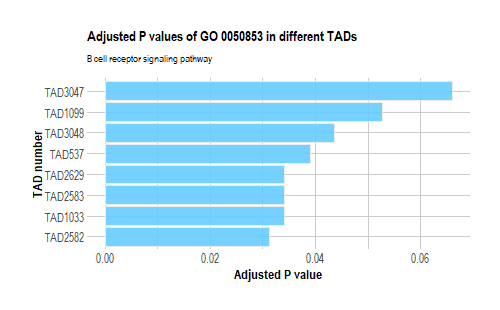 Adjusted P values of GO 0050853 in different TADs
B cell receptor signaling pathway
TAD number
TAD3047
TAD1099
TAD3048
TAD537
TAD2629
TAD2583
TAD1033
TAD2582
0.00 0.02 0.04 0.06
Adjusted P value